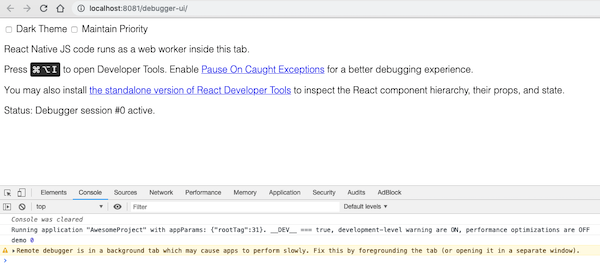 localhost:8081/debugger-ui/
Dark Theme Maintain Priority
React Native JS code runs as a web worker inside this tab.
Press ⌘⌥I to open Developer Tools. Enable Pause On Caught Exceptions for a better debugging experience.
You may also install the standalone version of React Developer Tools to inspect the React component hierarchy, their props, and state.
Status: Debugger session #0 active.
Elements Console Sources Network Performance Memory Application Security Audits AdBlock
top Filter Default levels ▾
Console was cleared
Running application "AwesomeProject" with appParams: {"rootTag":31}. __DEV__ === true, development-level warning are ON, performance optimizations are OFF
demo 0
Remote debugger is in a background tab which may cause apps to perform slowly. Fix this by foregrounding the tab (or opening it in a separate window).